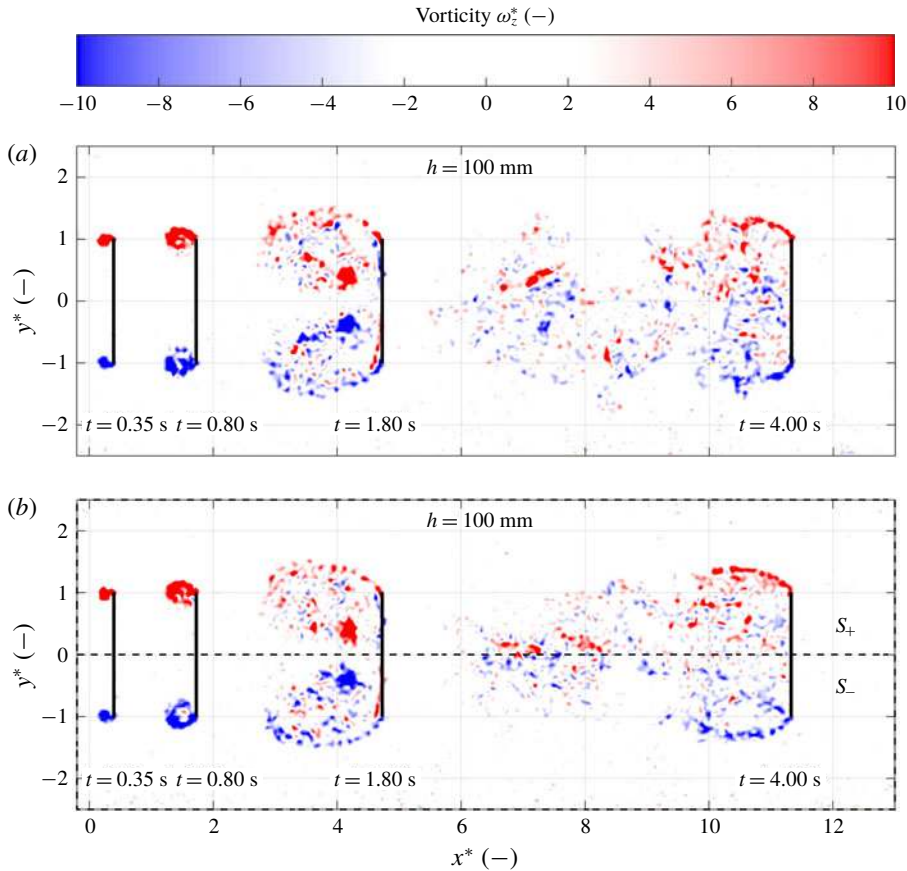 Vorticity ω*z (−)
−10 −8 −6 −4 −2 0 2 4 6 8 10
(a)
h = 100 mm
2
1
0
−1
−2
y* (−)
t = 0.35 s t = 0.80 s t = 1.80 s t = 4.00 s
(b)
h = 100 mm
2
1
0
−1
−2
y* (−)
S+
S−
t = 0.35 s t = 0.80 s t = 1.80 s t = 4.00 s
0 2 4 6 8 10 12
x* (−)